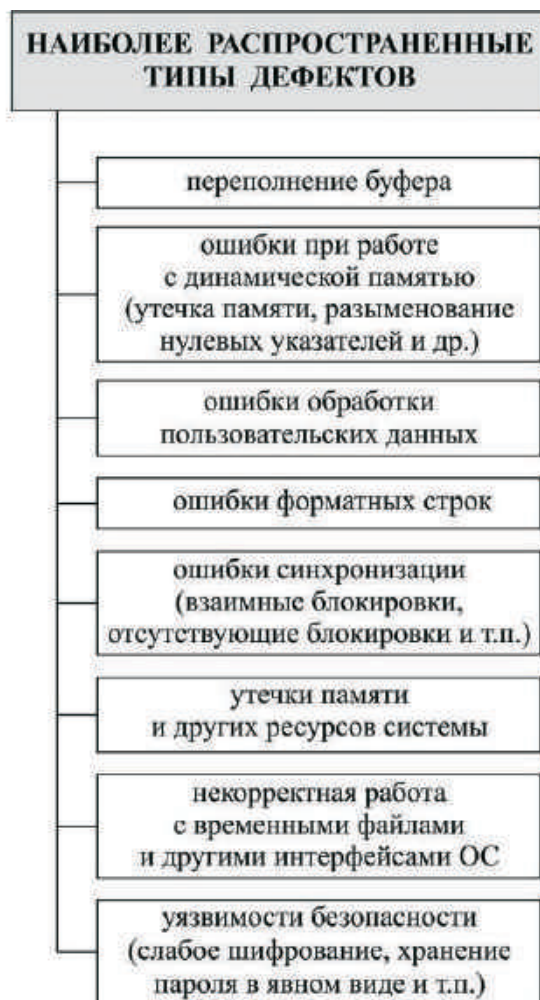 НАИБОЛЕЕ РАСПРОСТРАНЕННЫЕ
ТИПЫ ДЕФЕКТОВ
переполнение буфера
ошибки при работе
с динамической памятью
(утечка памяти, разыменование
нулевых указателей и др.)
ошибки обработки
пользовательских данных
ошибки форматных строк
ошибки синхронизации
(взаимные блокировки,
отсутствующие блокировки и т.п.)
утечки памяти
и других ресурсов системы
некорректная работа
с временными файлами
и другими интерфейсами ОС
уязвимости безопасности
(слабое шифрование, хранение
пароля в явном виде и т.п.)